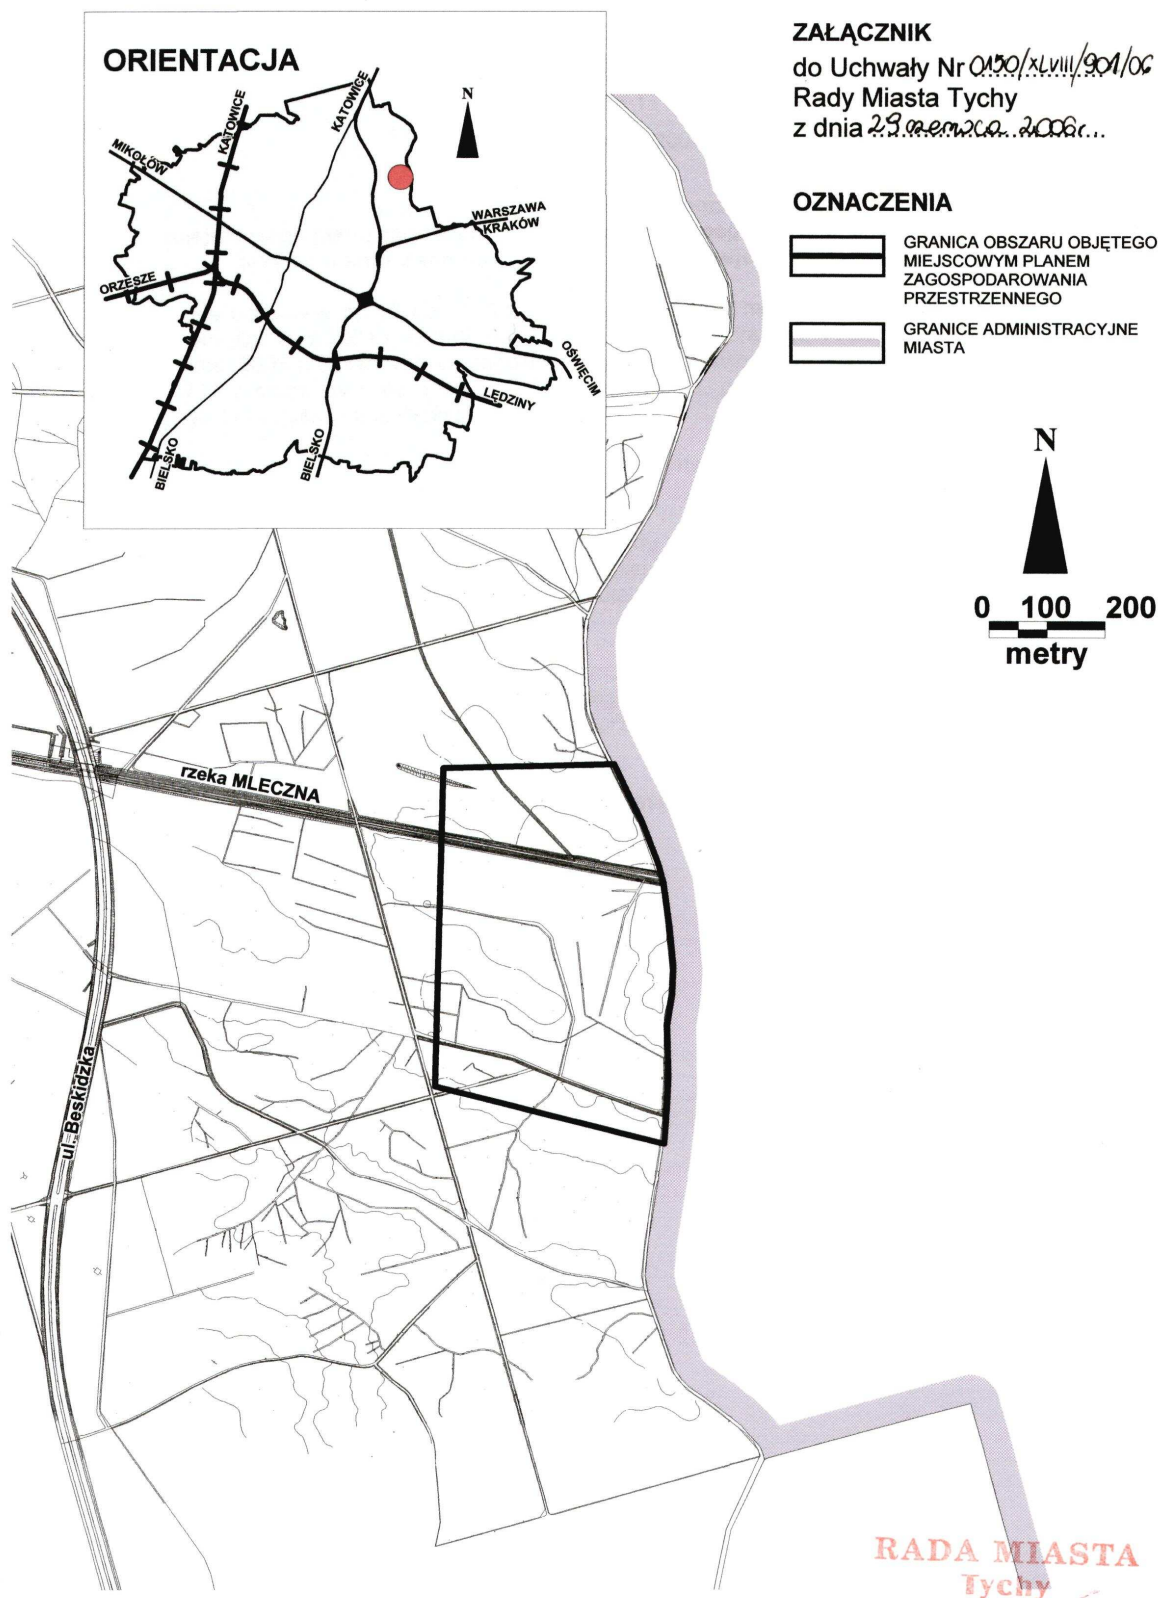 ORIENTACJA
KATOWICE
KATOWICE
N
MIKOŁÓW
WARSZAWA
KRAKÓW
ORZESZE
OŚWIĘCIM
LĘDZINY
BIELSKO
BIELSKO
ZAŁĄCZNIK
do Uchwały Nr 0150/XLVIII/901/06
Rady Miasta Tychy
z dnia 29 czerwca 2006r.
OZNACZENIA
GRANICA OBSZARU OBJĘTEGO
MIEJSCOWYM PLANEM
ZAGOSPODAROWANIA
PRZESTRZENNEGO
GRANICE ADMINISTRACYJNE
MIASTA
N
0 100 200
metry
rzeka MLECZNA
ul. Beskidzka
RADA MIASTA
Tychy